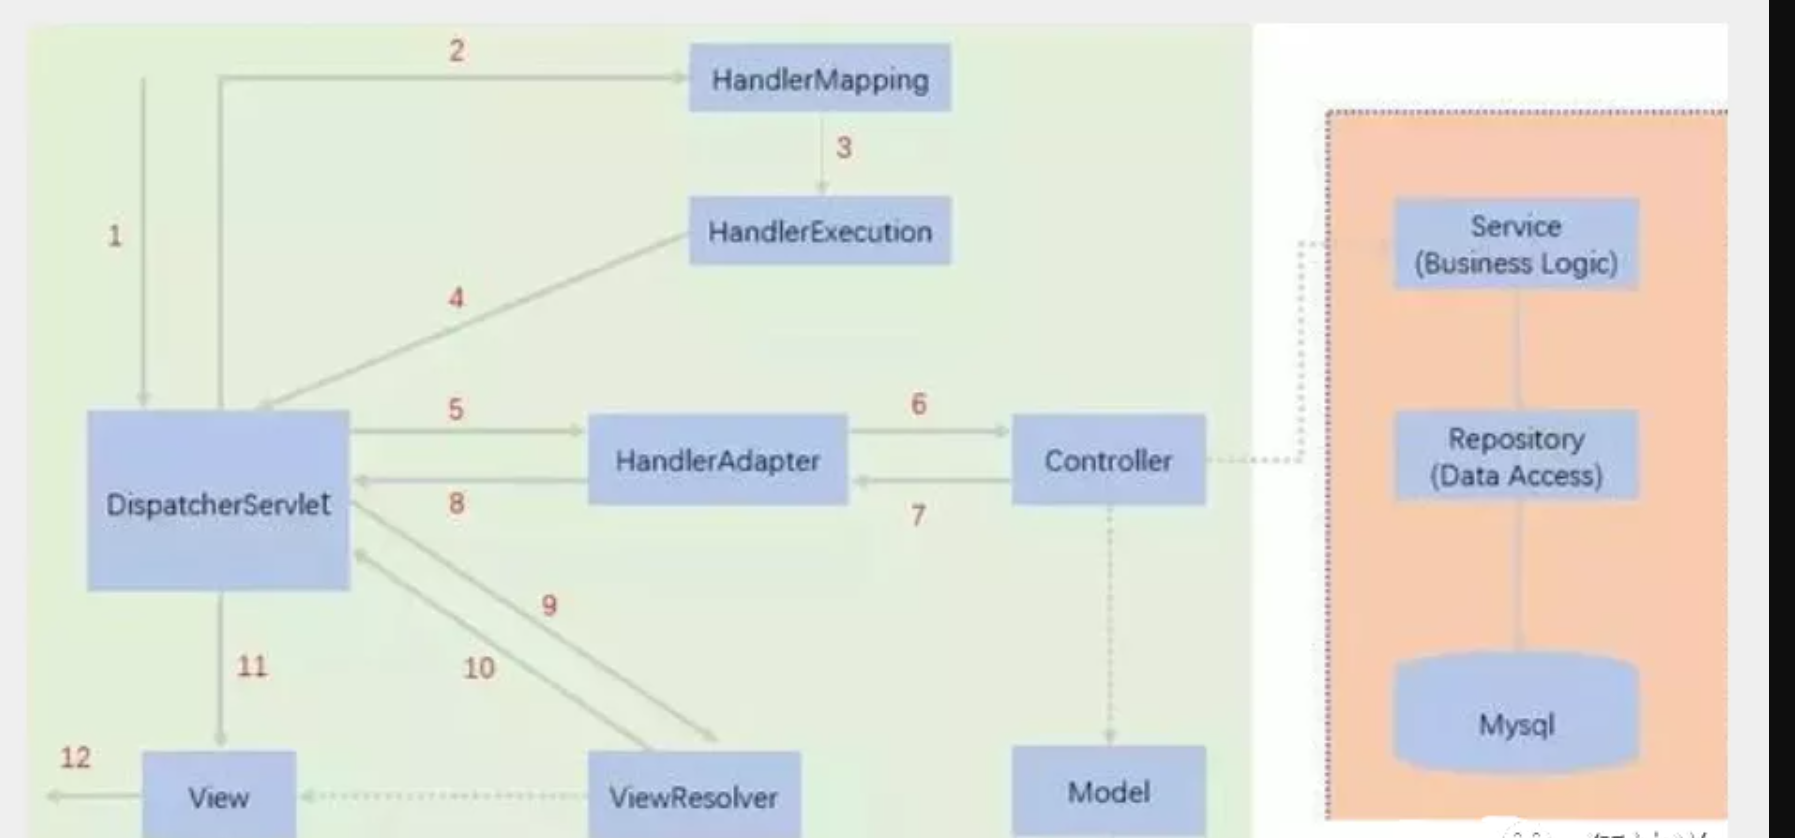 2
HandlerMapping
3
1
HandlerExecution
Service
(Business Logic)
4
5
6
Repository
(Data Access)
HandlerAdapter
Controller
DispatcherServlet
8
7
9
11
10
Mysql
12
View
ViewResolver
Model